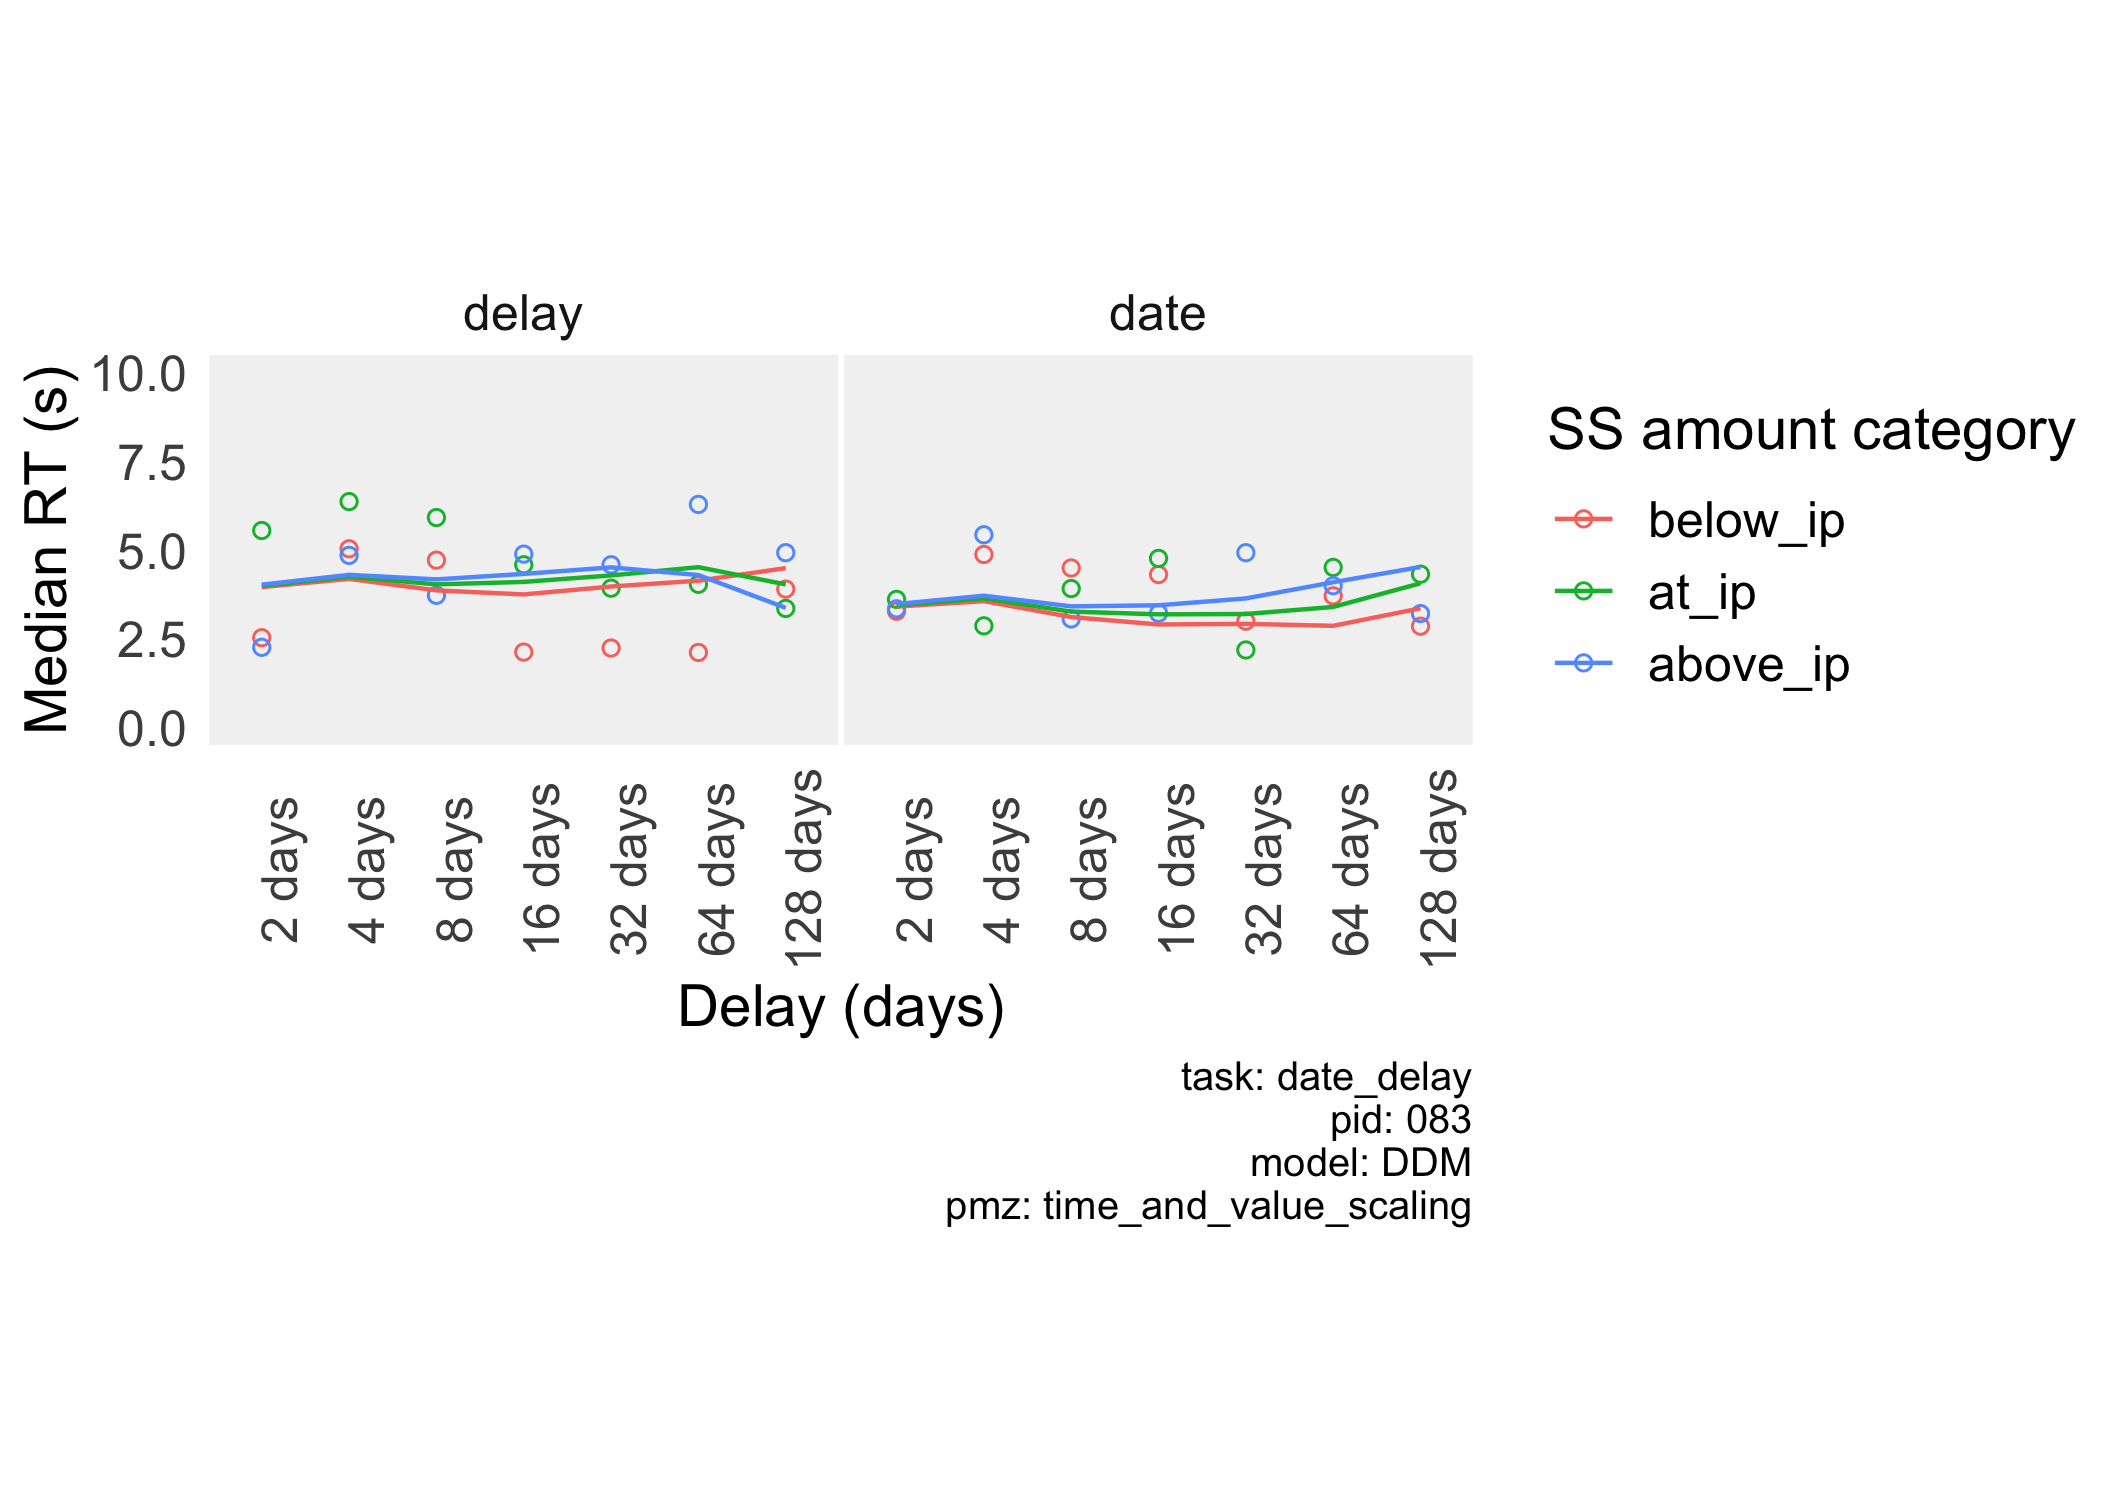 delay
date
Median RT (s)
10.0
7.5
5.0
2.5
0.0
2 days
4 days
8 days
16 days
32 days
64 days
128 days
2 days
4 days
8 days
16 days
32 days
64 days
128 days
Delay (days)
SS amount category
below_ip
at_ip
above_ip
task: date_delay
pid: 083
model: DDM
pmz: time_and_value_scaling